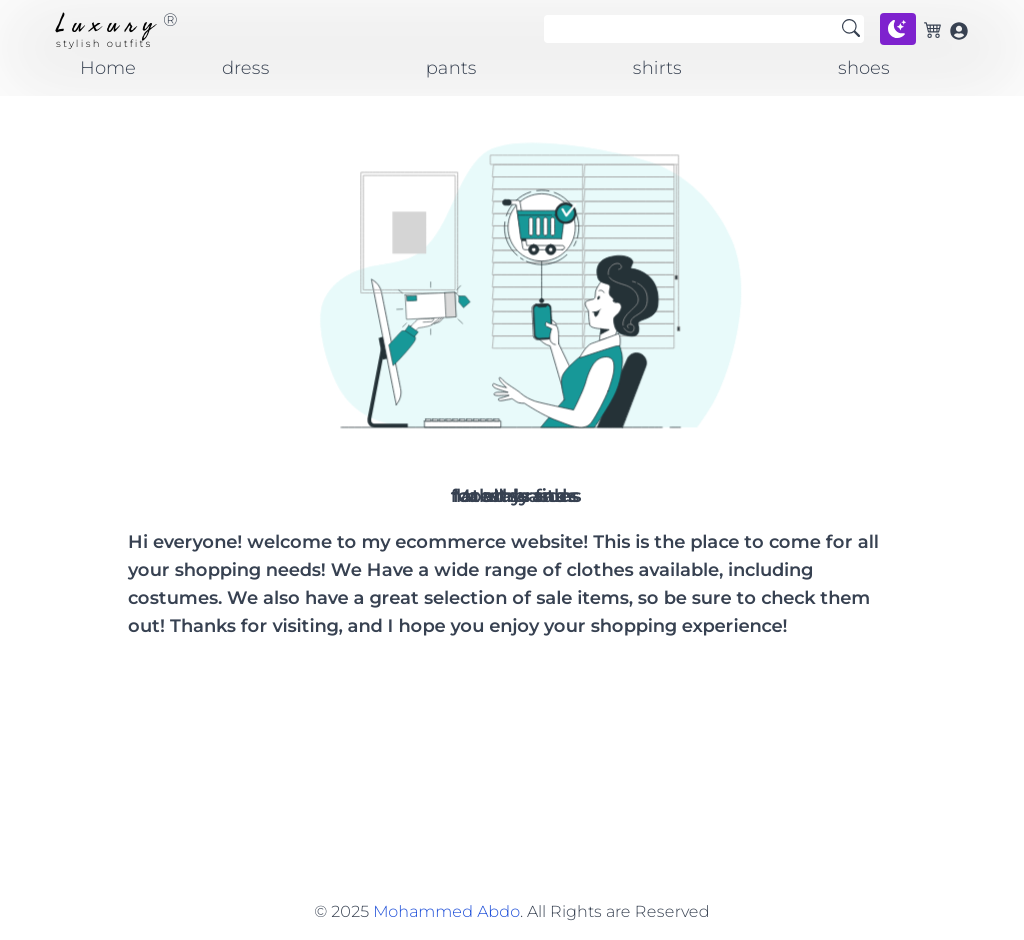 Luxury ®
stylish outfits
Home dress pants shirts shoes
Hi everyone! welcome to my ecommerce website! This is the place to come for all
your shopping needs! We Have a wide range of clothes available, including
costumes. We also have a great selection of sale items, so be sure to check them
out! Thanks for visiting, and I hope you enjoy your shopping experience!
© 2025 Mohammed Abdo. All Rights are Reserved